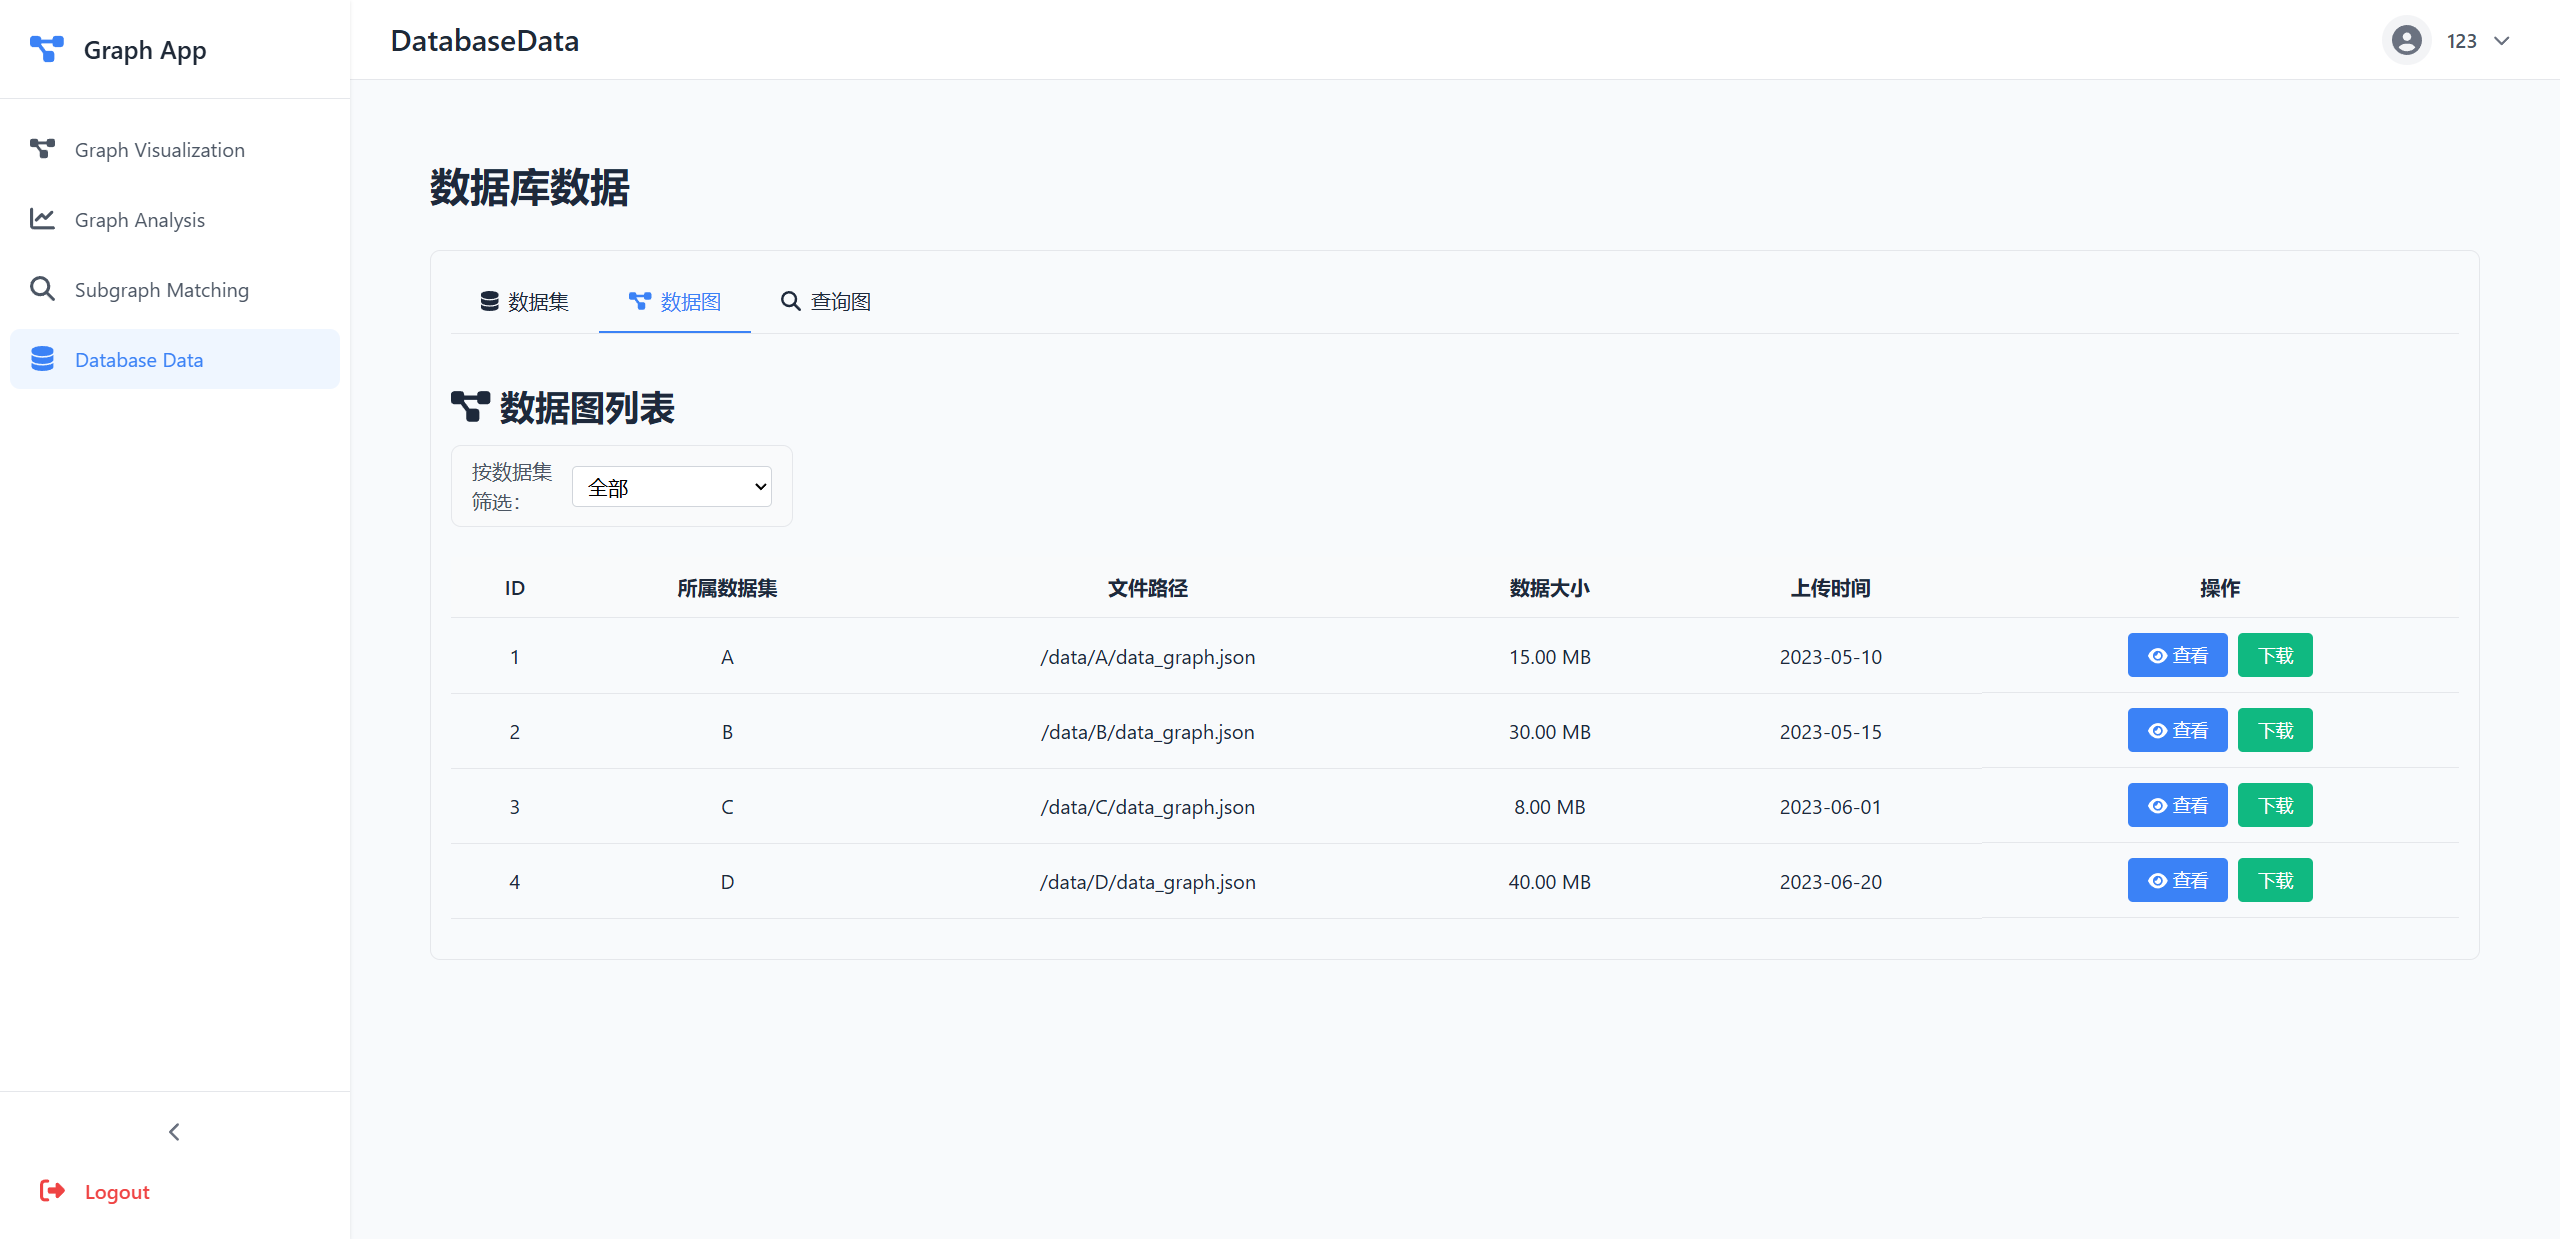 Graph App
DatabaseData
123
Graph Visualization
Graph Analysis
Subgraph Matching
Database Data
数据库数据
数据集 数据图 查询图
数据图列表
按数据集
筛选：
全部
ID 所属数据集 文件路径 数据大小 上传时间 操作
1 A /data/A/data_graph.json 15.00 MB 2023-05-10 查看 下载
2 B /data/B/data_graph.json 30.00 MB 2023-05-15 查看 下载
3 C /data/C/data_graph.json 8.00 MB 2023-06-01 查看 下载
4 D /data/D/data_graph.json 40.00 MB 2023-06-20 查看 下载
Logout